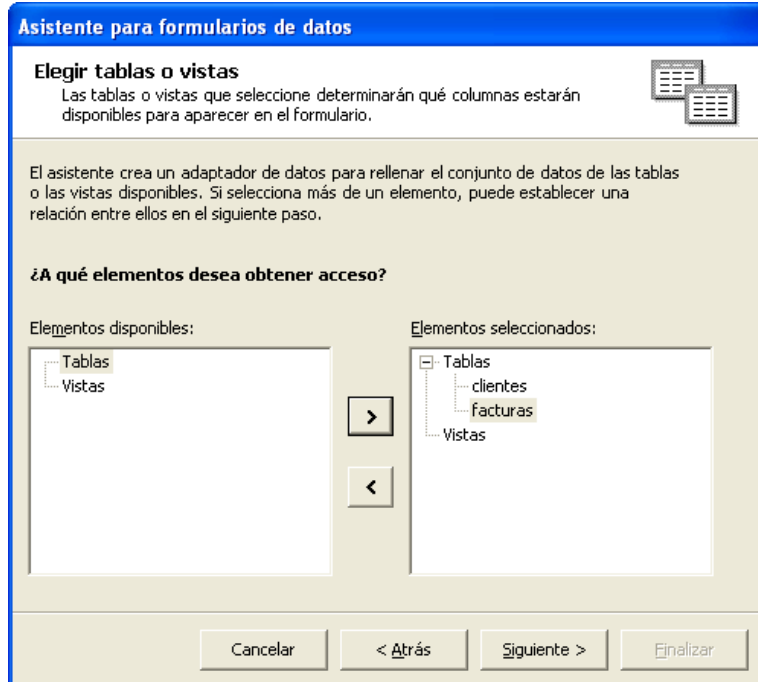 Asistente para formularios de datos
Elegir tablas o vistas
Las tablas o vistas que seleccione determinarán qué columnas estarán
disponibles para aparecer en el formulario.
El asistente crea un adaptador de datos para rellenar el conjunto de datos de las tablas
o las vistas disponibles. Si selecciona más de un elemento, puede establecer una
relación entre ellos en el siguiente paso.
¿A qué elementos desea obtener acceso?
Elementos disponibles:
Tablas
Vistas
>
<
Elementos seleccionados:
Tablas
clientes
facturas
Vistas
Cancelar
< Atrás
Siguiente >
Finalizar